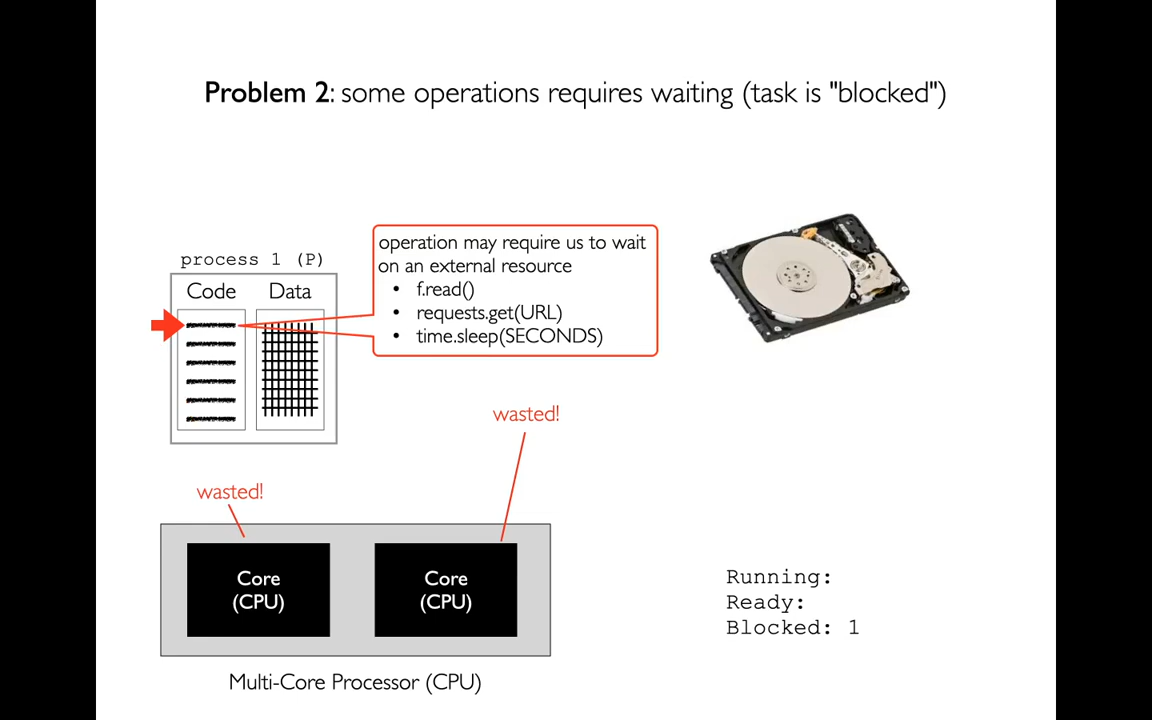 Problem 2: some operations requires waiting (task is "blocked")
process 1 (P)
Code Data
operation may require us to wait
on an external resource
• f.read()
• requests.get(URL)
• time.sleep(SECONDS)
wasted!
wasted!
Core
(CPU)
Core
(CPU)
Multi-Core Processor (CPU)
Running:
Ready:
Blocked: 1